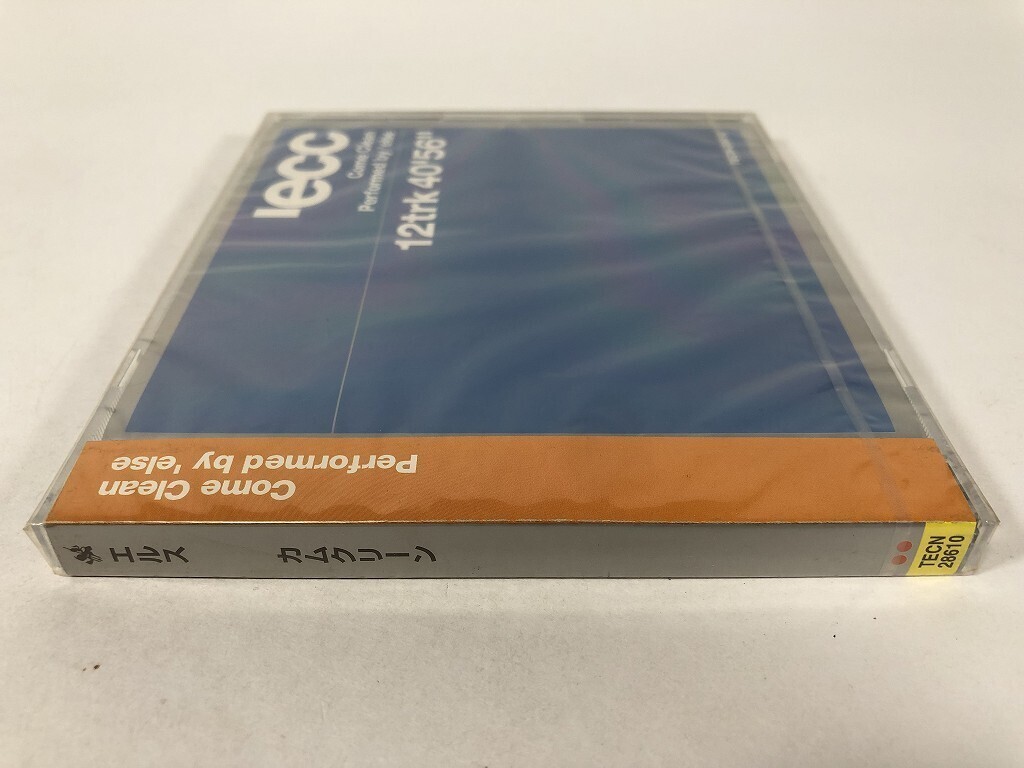 lecc
Come Clean
Performed by 'else
12trk 40'56"
Come Clean
Performed by 'else
エルス カムクリーン
TECN
28610